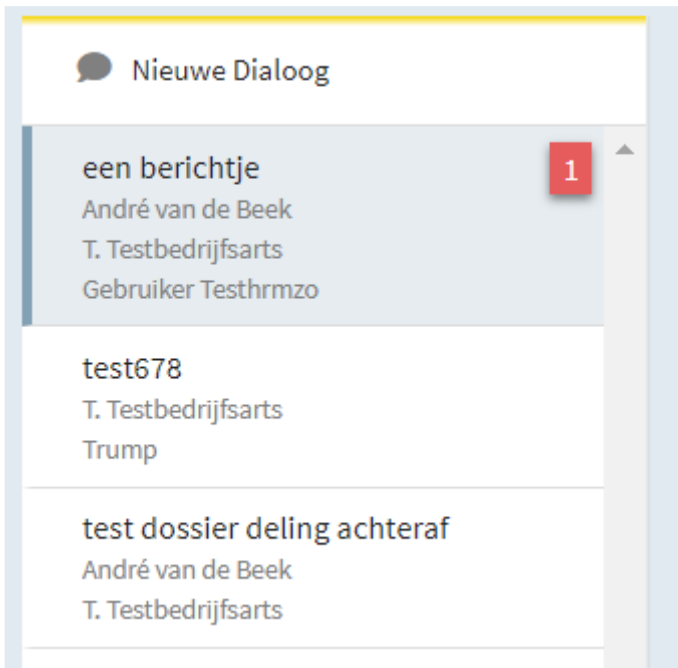 Nieuwe Dialoog
een berichtje
1
André van de Beek
T. Testbedrijfsarts
Gebruiker Testhrmzo
test678
T. Testbedrijfsarts
Trump
test dossier deling achteraf
André van de Beek
T. Testbedrijfsarts